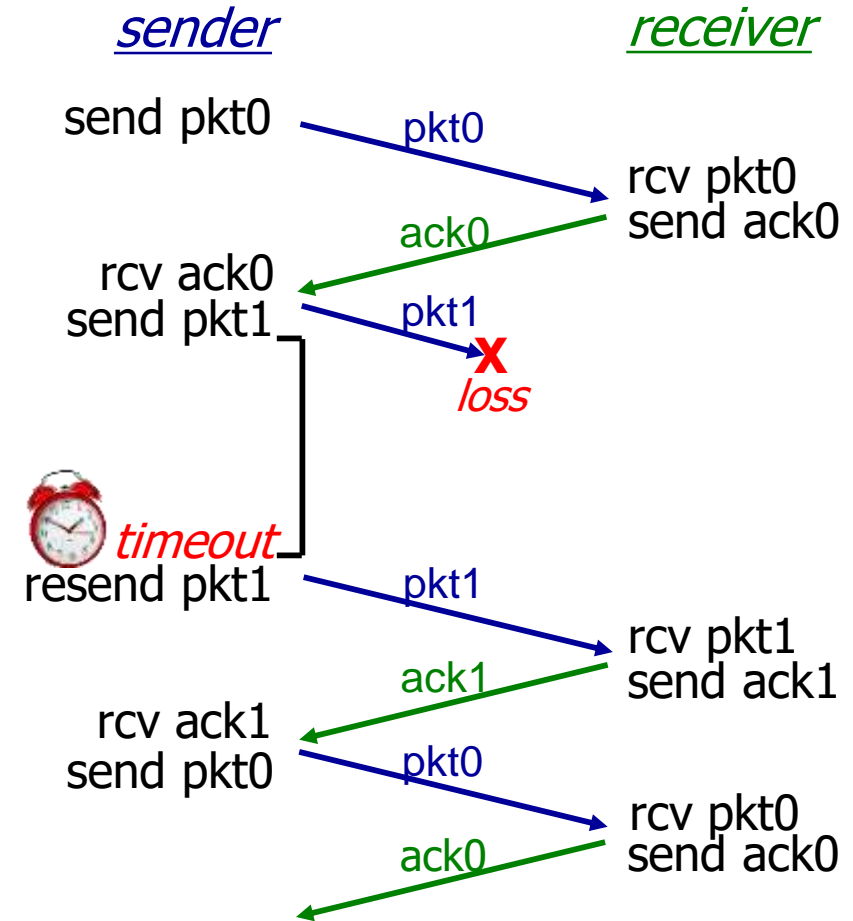 sender
receiver
send pkt0
pkt0
rcv pkt0
send ack0
ack0
rcv ack0
send pkt1
pkt1
X
loss
timeout
resend pkt1
pkt1
rcv pkt1
send ack1
ack1
rcv ack1
send pkt0
pkt0
rcv pkt0
send ack0
ack0